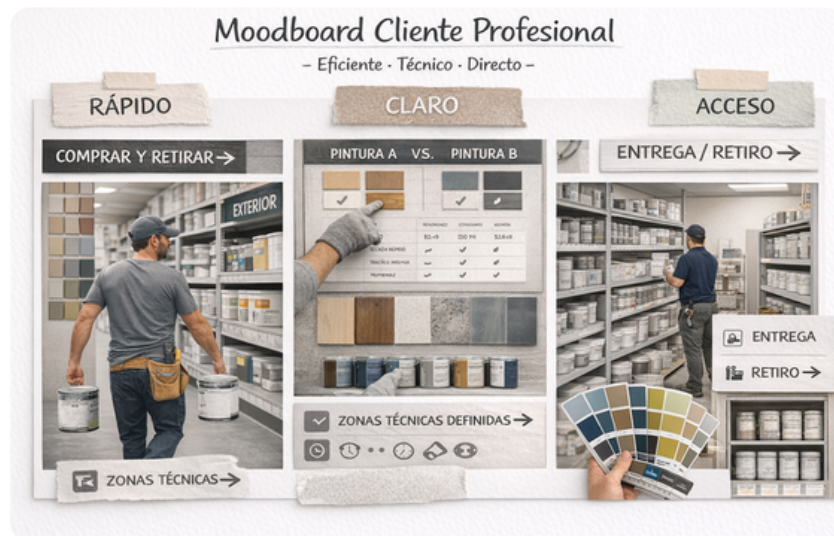 Moodboard Cliente Profesional
– Eficiente · Técnico · Directo –
RÁPIDO
CLARO
ACCESO
COMPRAR Y RETIRAR →
PINTURA A VS. PINTURA B
ENTREGA / RETIRO →
EXTERIOR
ENTREGA
RETIRO →
ZONAS TÉCNICAS DEFINIDAS →
ZONAS TÉCNICAS →